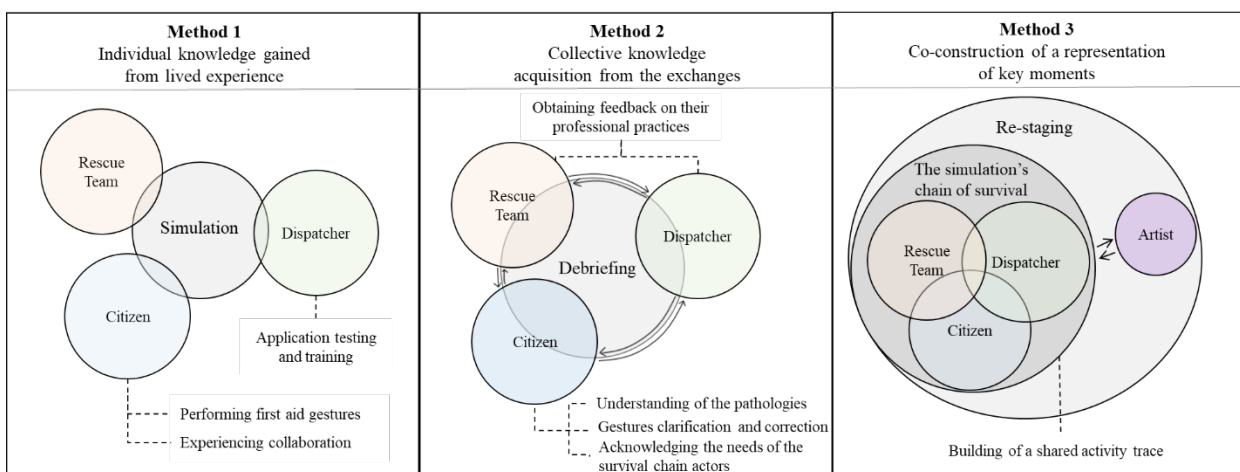 Method 1
Individual knowledge gained
from lived experience
Rescue
Team
Simulation
Dispatcher
Citizen
Application testing
and training
Performing first aid gestures
Experiencing collaboration
Method 2
Collective knowledge
acquisition from the exchanges
Obtaining feedback on their
professional practices
Rescue
Team
Dispatcher
Debriefing
Citizen
Understanding of the pathologies
Gestures clarification and correction
Acknowledging the needs of the
survival chain actors
Method 3
Co-construction of a representation
of key moments
Re-staging
The simulation's
chain of survival
Artist
Rescue
Team
Dispatcher
Citizen
Building of a shared activity trace